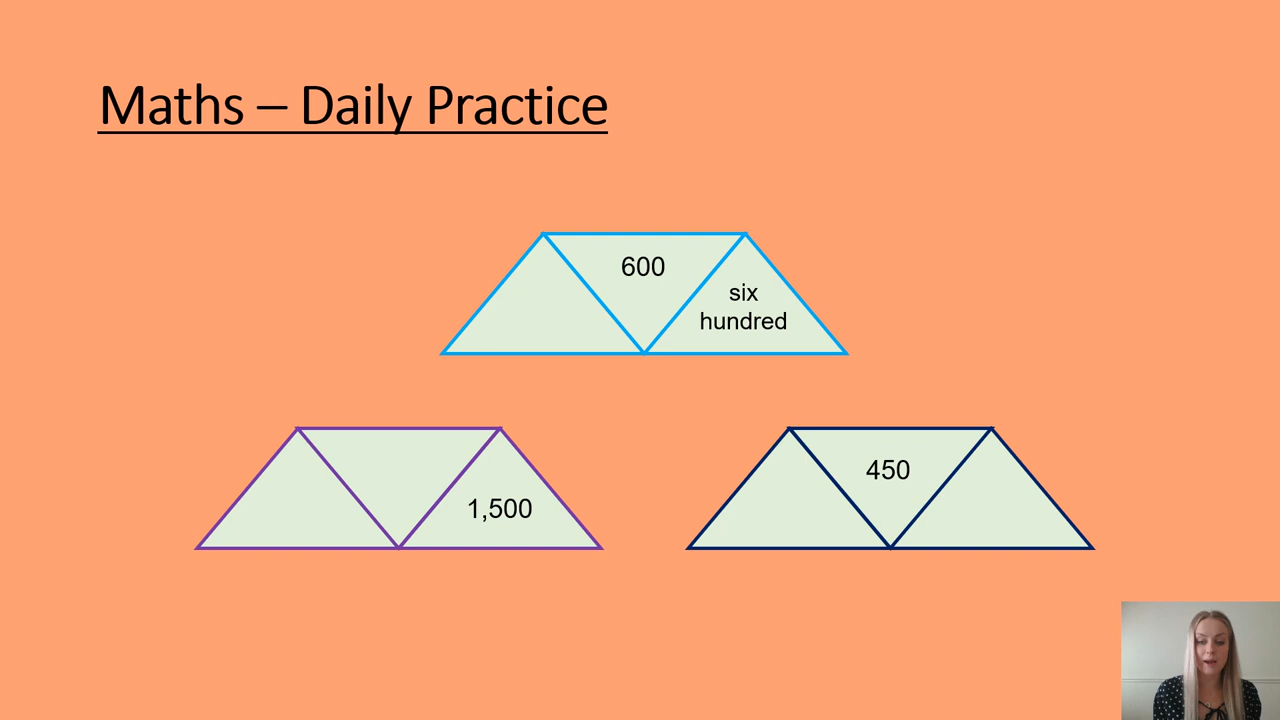 Maths – Daily Practice
600
six
hundred
1,500
450